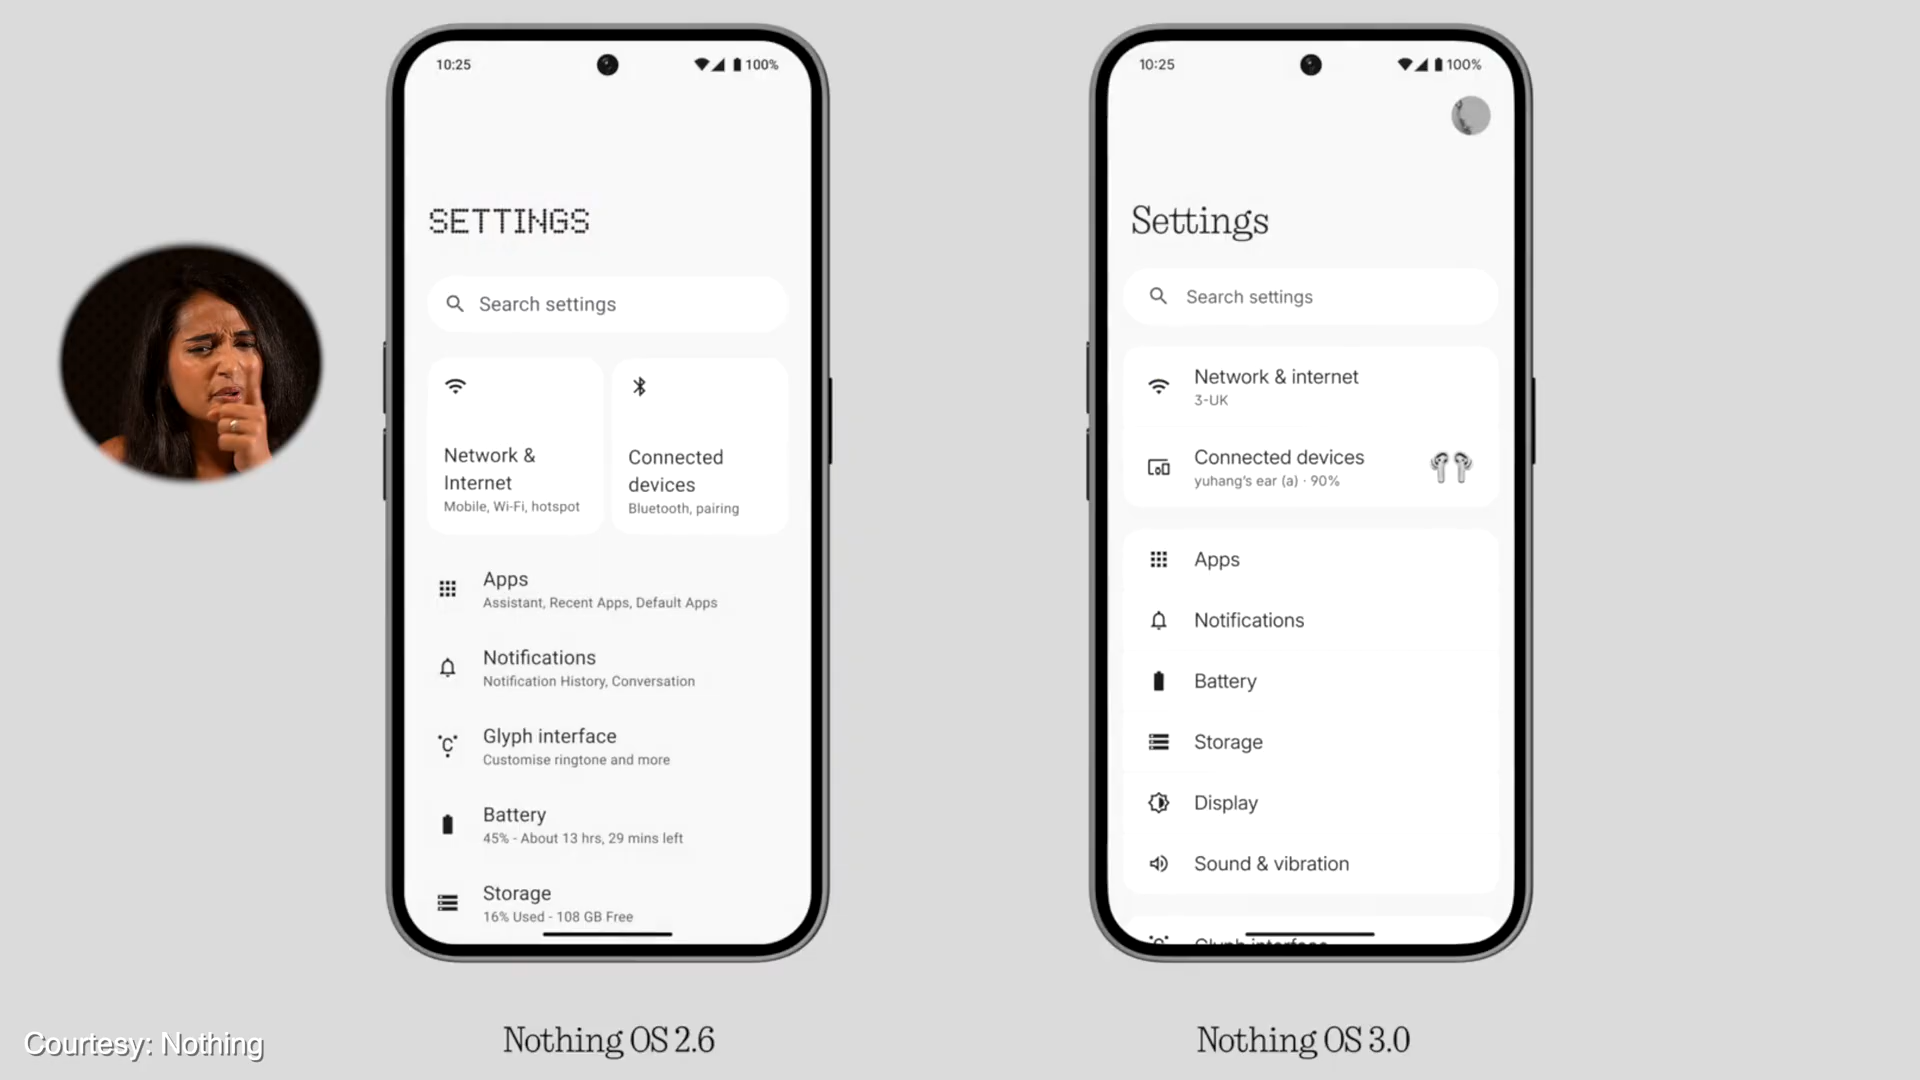 10:25
100%
SETTINGS
Search settings
Network &
Internet
Mobile, Wi-Fi, hotspot
Connected
devices
Bluetooth, pairing
Apps
Assistant, Recent Apps, Default Apps
Notifications
Notification History, Conversation
Glyph interface
Customise ringtone and more
Battery
45% - About 13 hrs, 29 mins left
Storage
16% Used - 108 GB Free
Nothing OS 2.6
10:25
100%
Settings
Search settings
Network & internet
3-UK
Connected devices
yuhang's ear (a) · 90%
Apps
Notifications
Battery
Storage
Display
Sound & vibration
Glyph interface
Nothing OS 3.0
Courtesy: Nothing